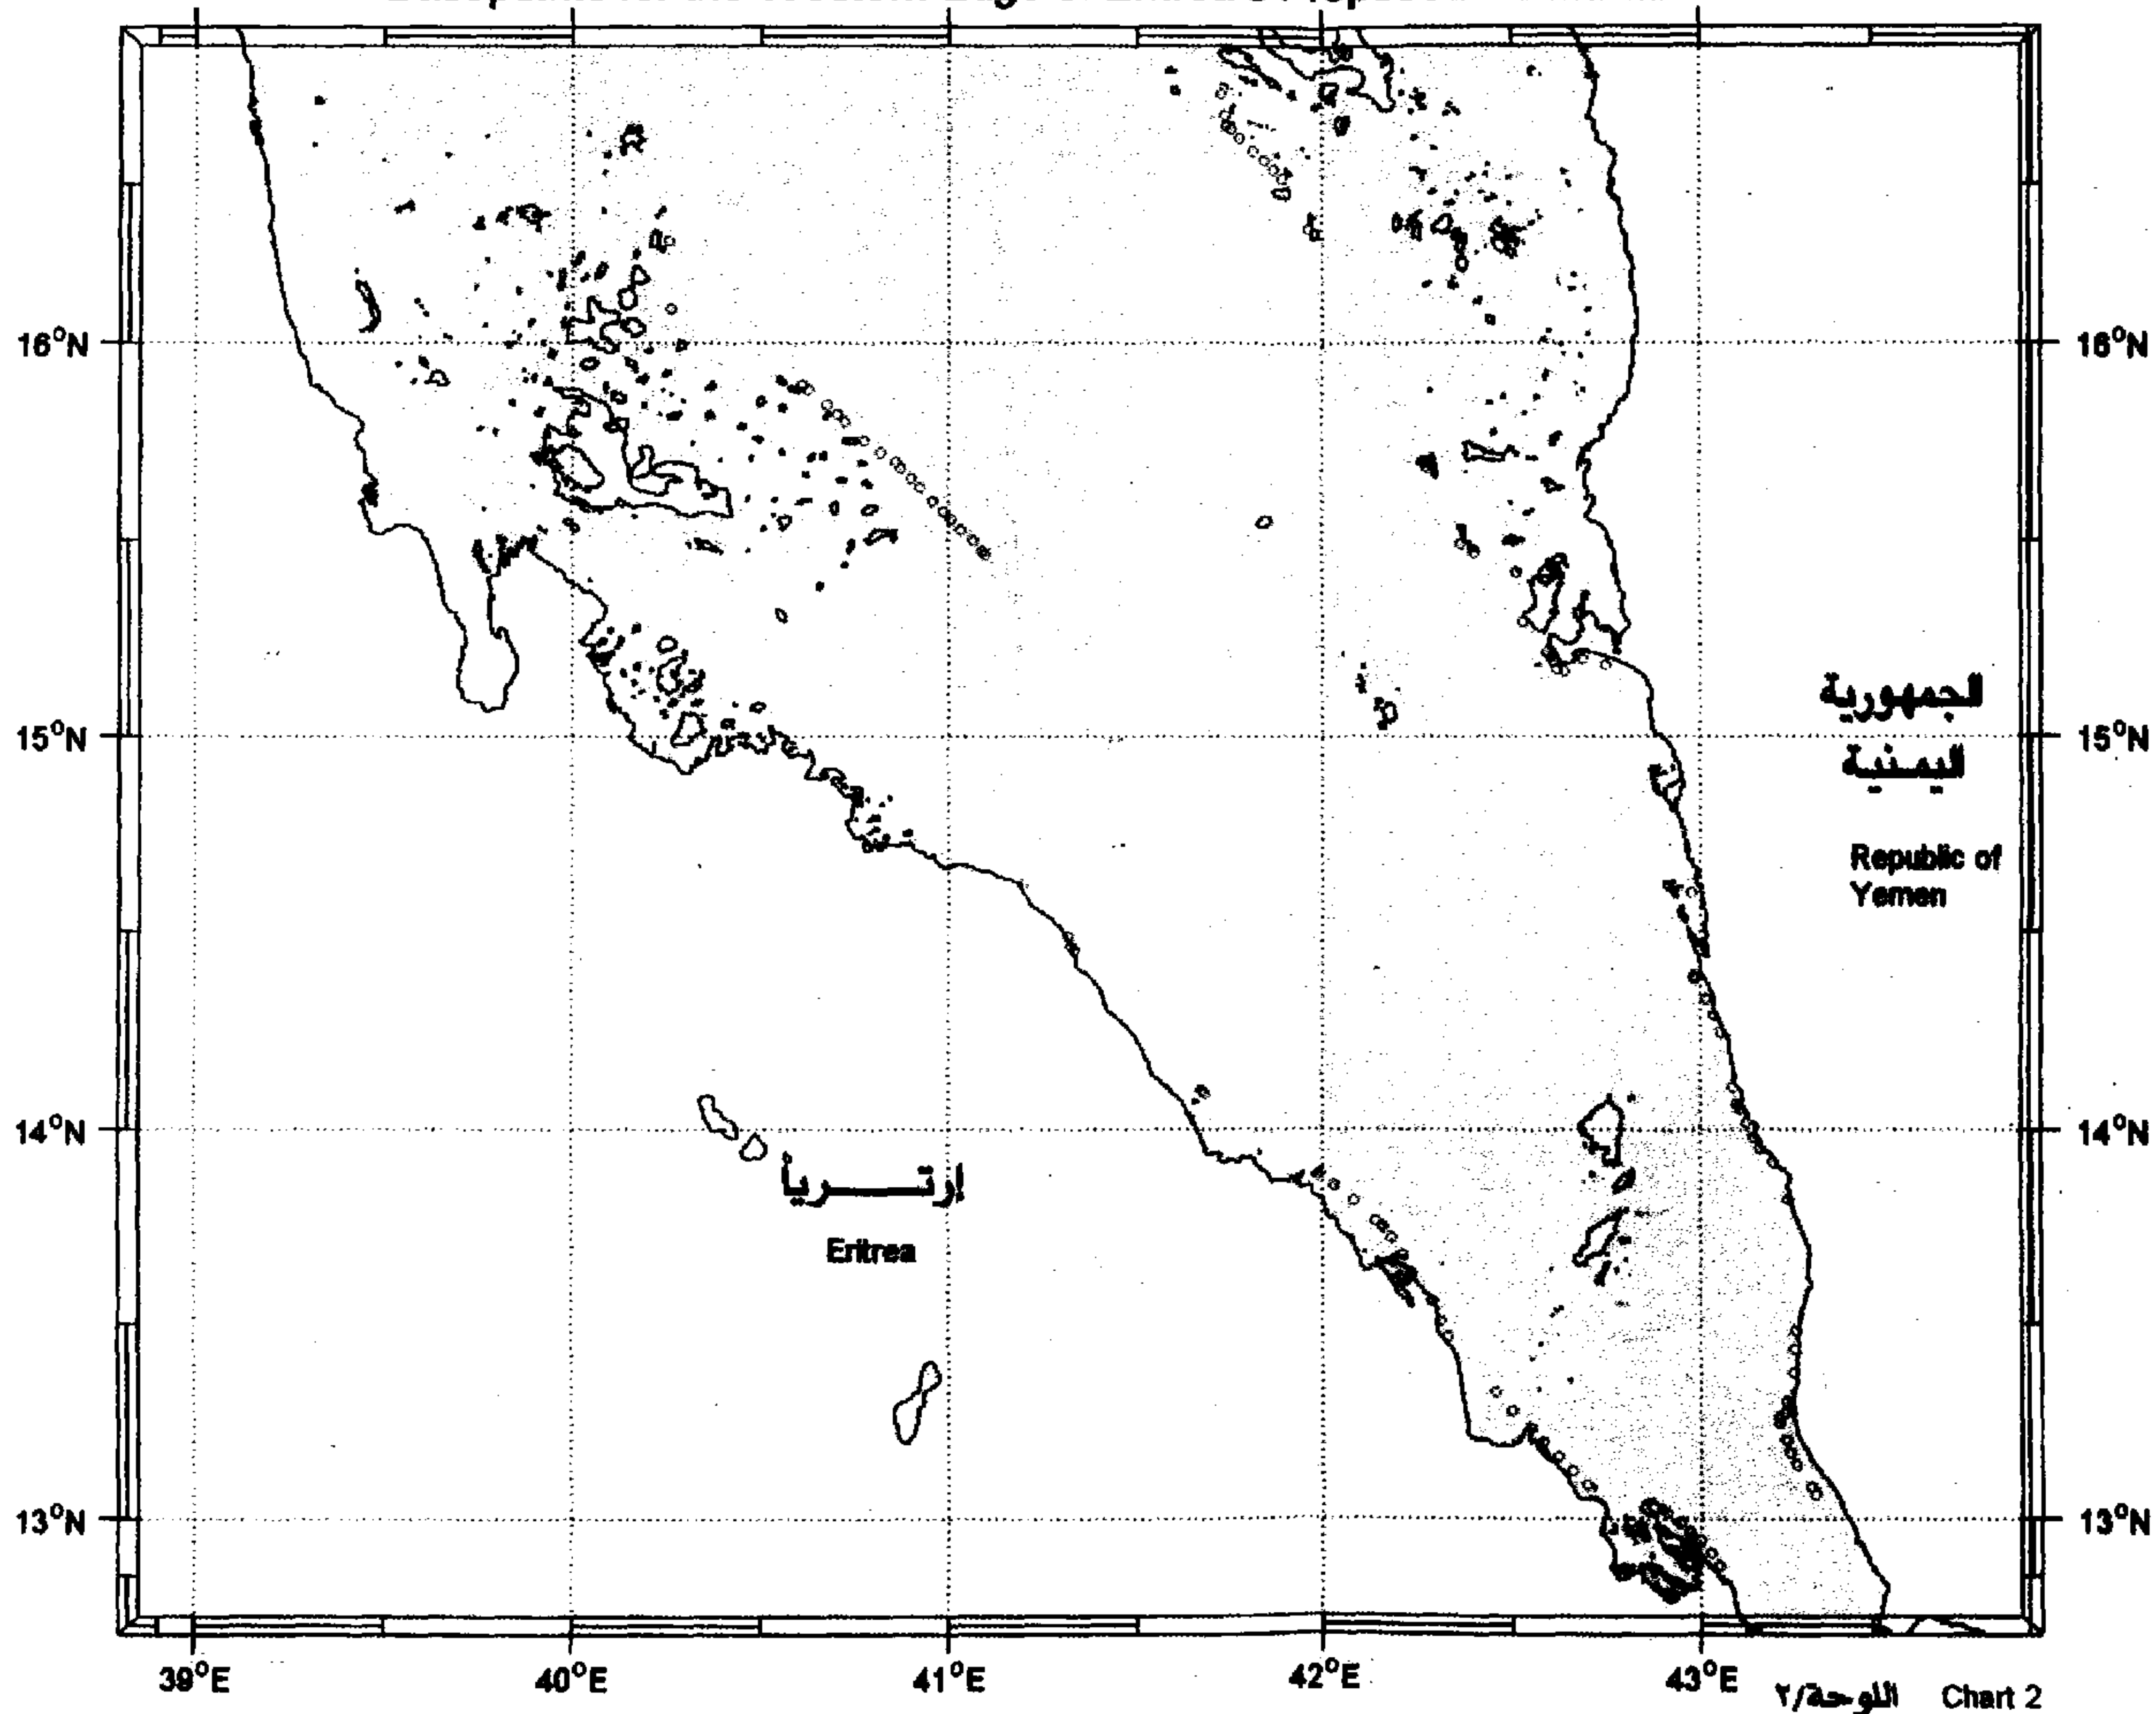 16°N
16°N
الجمهورية
15°N
15°N
اليمنية
Republic of
Yemen
14°N
14°N
إرتـــــريأ
Eritrea
13°N
13°N
39°E
40°E
41°E
42°E
43°E
اللوحة/٢ Chart 2